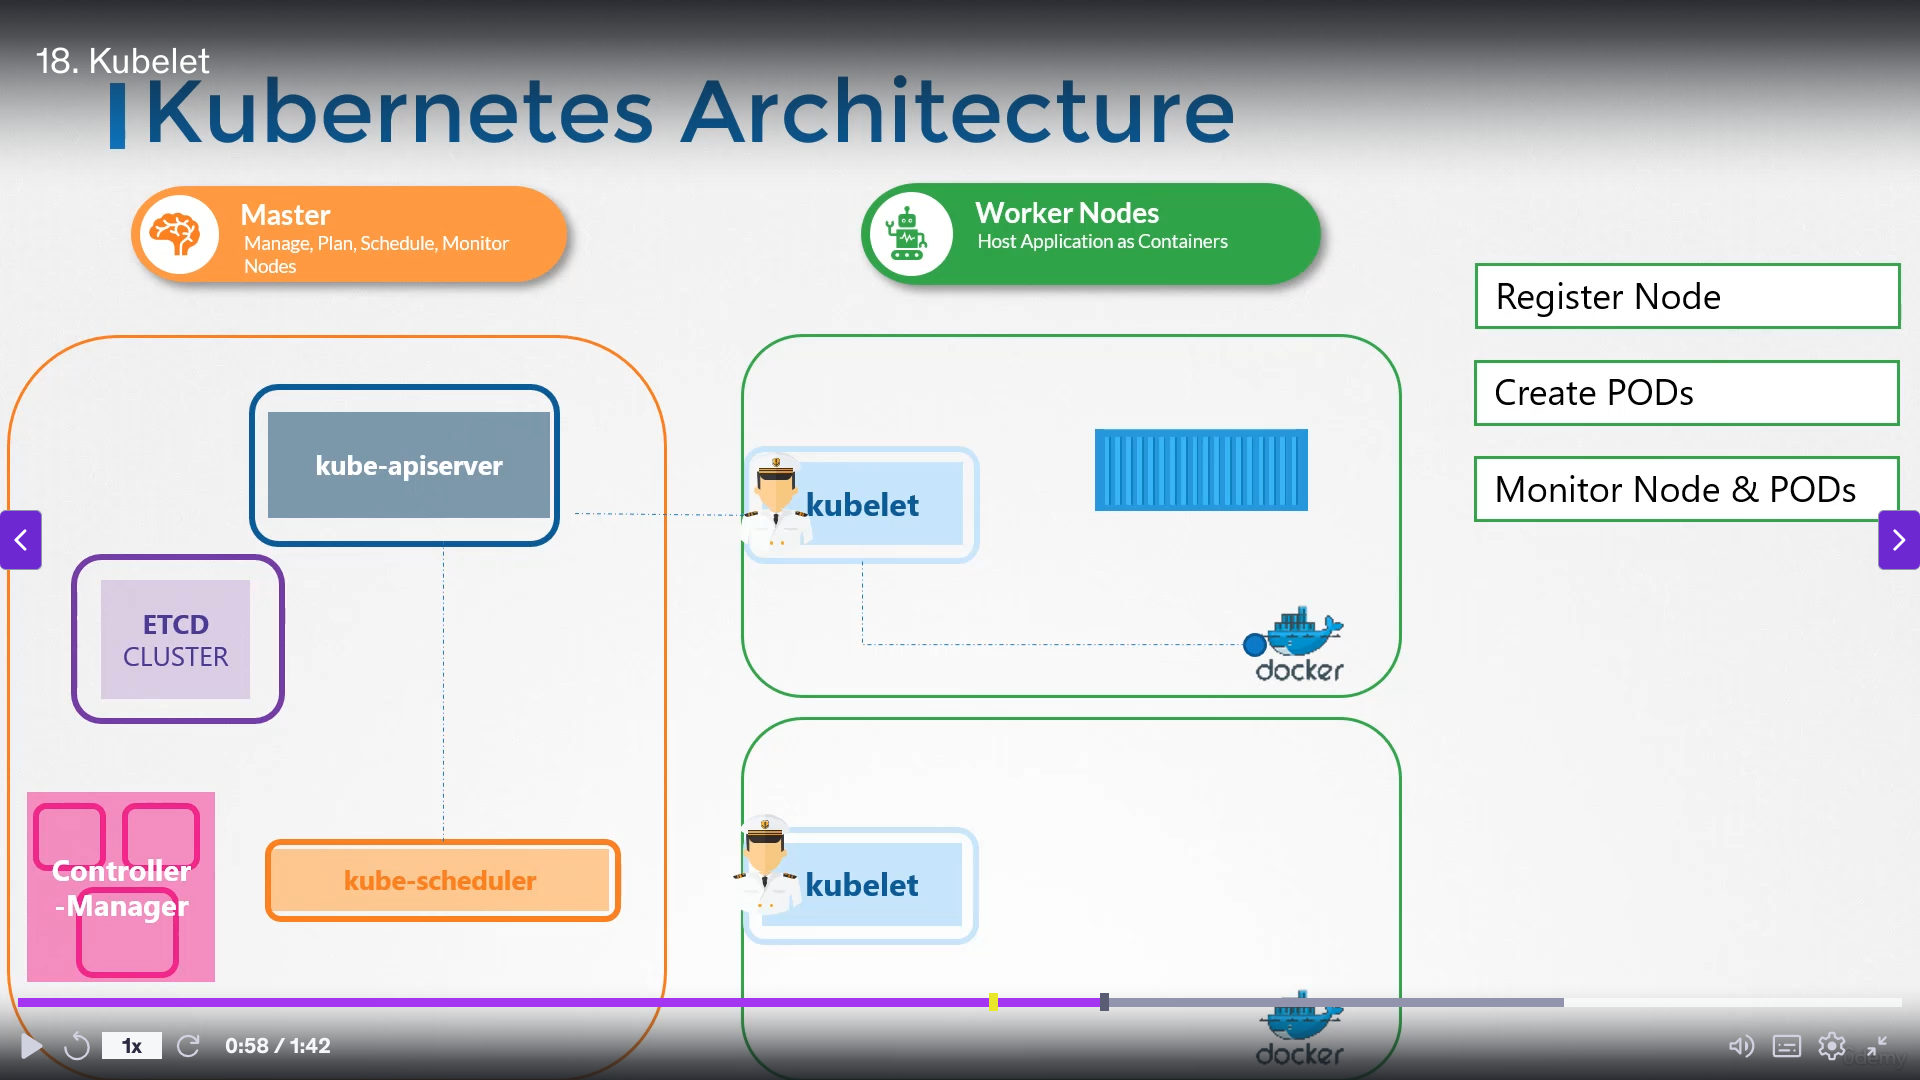 18. Kubelet
Kubernetes Architecture
Master
Manage, Plan, Schedule, Monitor
Nodes
Worker Nodes
Host Application as Containers
Register Node
Create PODs
Monitor Node & PODs
kube-apiserver
kubelet
ETCD
CLUSTER
docker
Controller
-Manager
kube-scheduler
kubelet
docker
1x
0:58 / 1:42
ûdemy